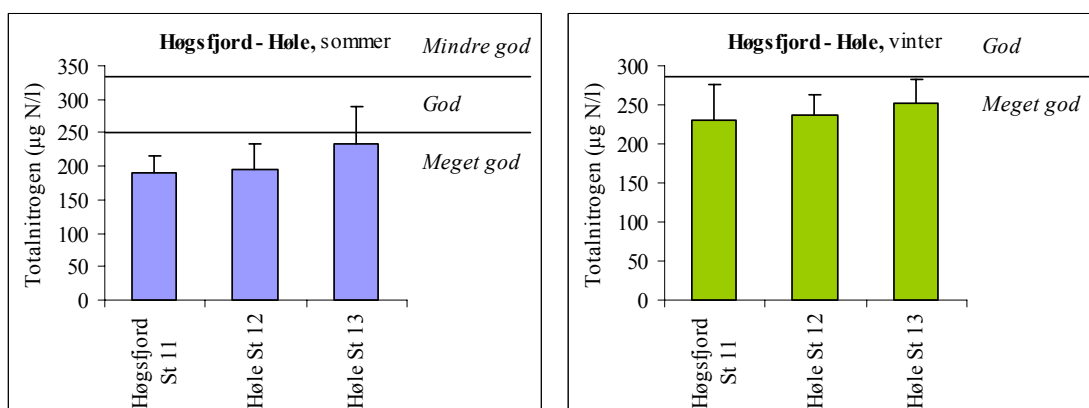 Høgsfjord - Høle, sommer
Mindre god
God
Meget god
Totalnitrogen (µg N/l)
350
300
250
200
150
100
50
0
Høgsfjord
St 11
Høle St 12
Høle St 13
Høgsfjord - Høle, vinter
God
Meget god
Totalnitrogen (µg N/l)
300
250
200
150
100
50
0
Høgsfjord
St 11
Høle St 12
Høle St 13